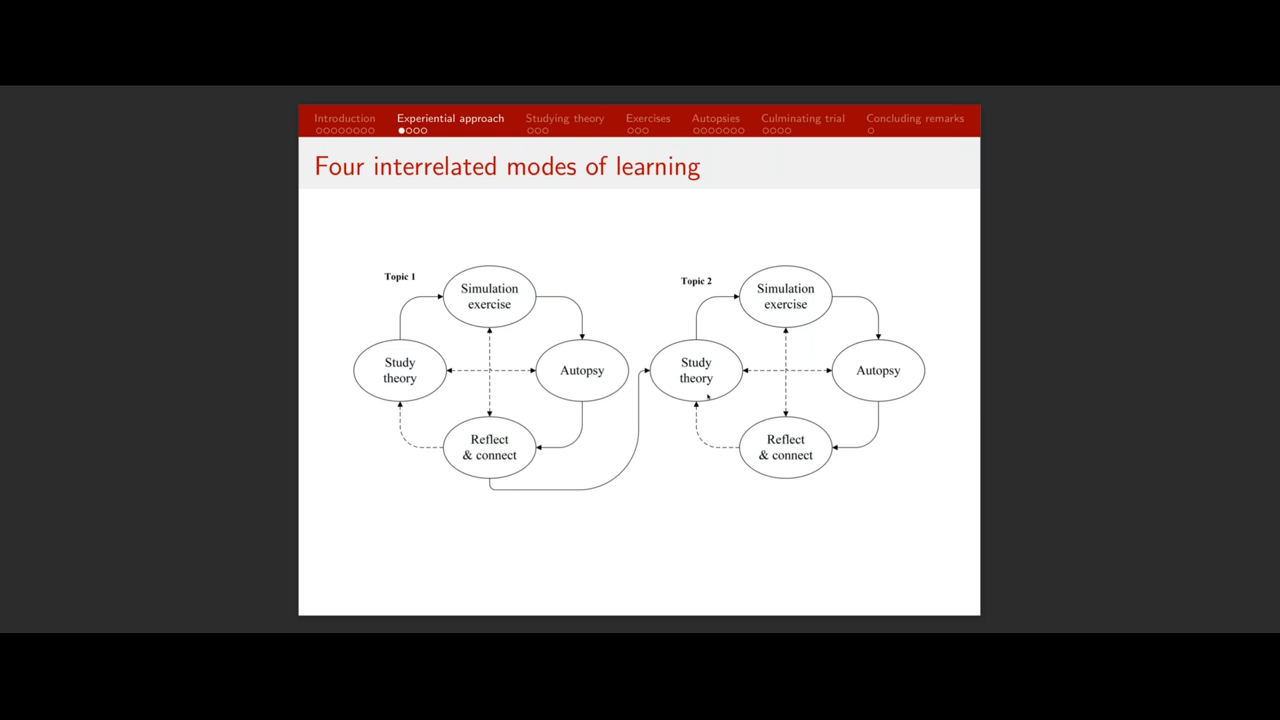 Introduction
Experiential approach
Studying theory
Exercises
Autopsies
Culminating trial
Concluding remarks
Four interrelated modes of learning
Topic 1
Simulation
exercise
Study
theory
Autopsy
Reflect
& connect
Topic 2
Simulation
exercise
Study
theory
Autopsy
Reflect
& connect